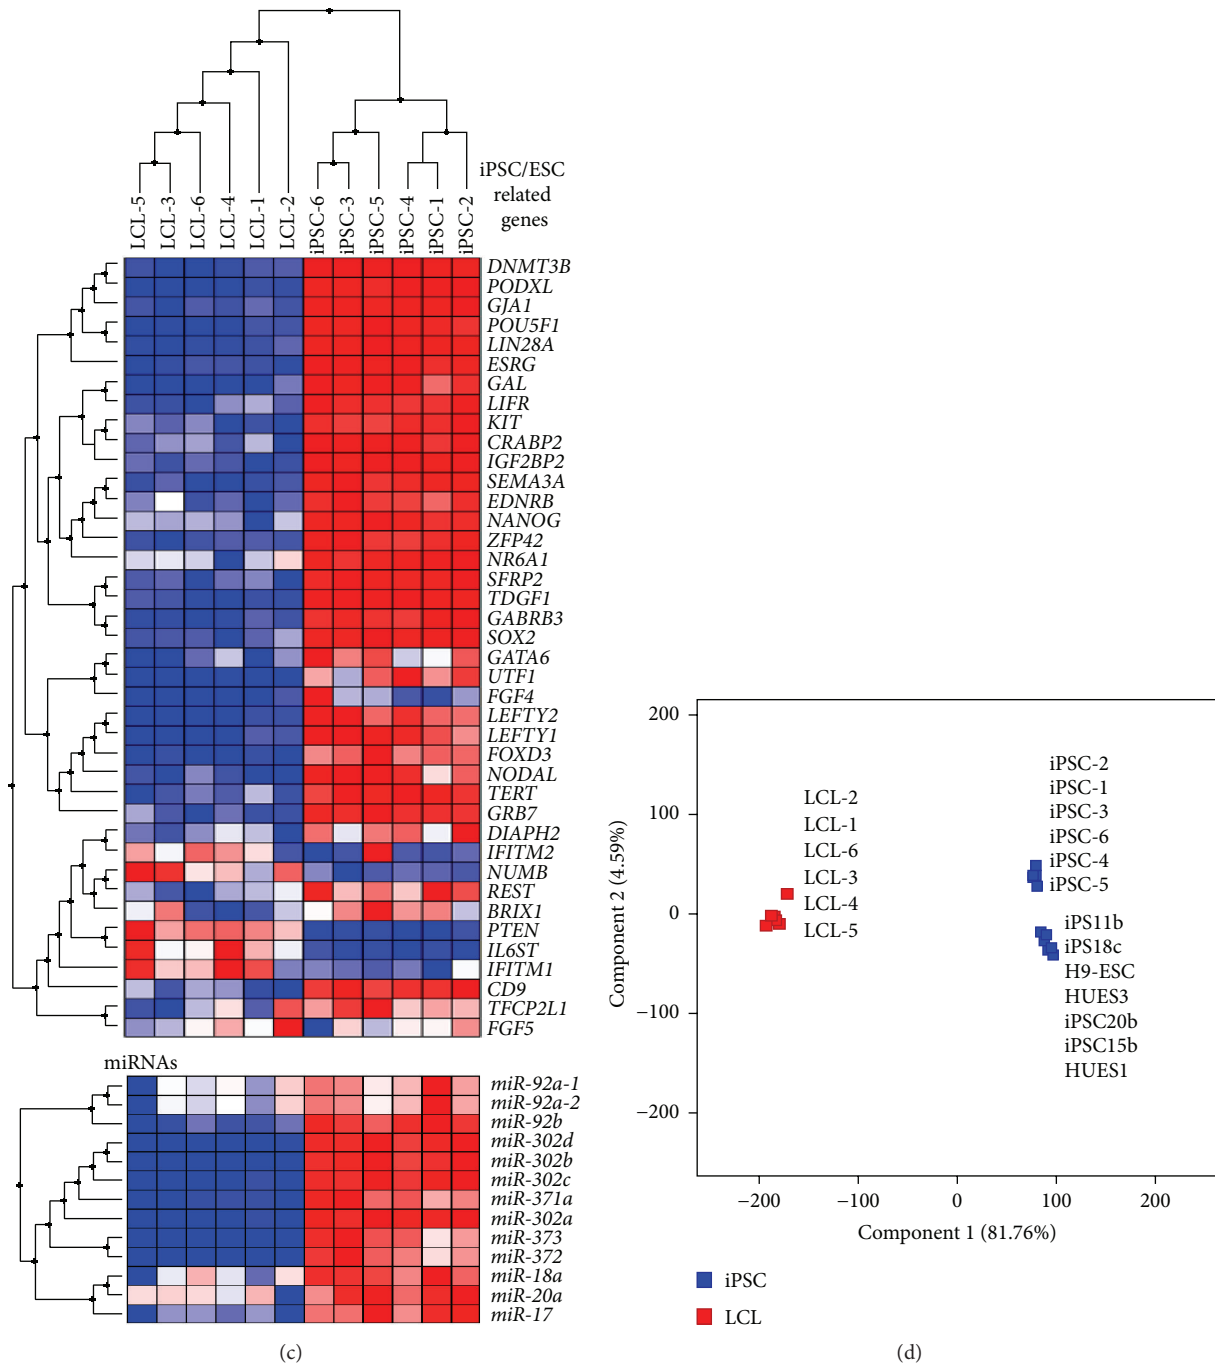 iPSC/ESC
related
genes
LCL-5
LCL-3
LCL-6
LCL-4
LCL-1
LCL-2
iPSC-6
iPSC-3
iPSC-5
iPSC-4
iPSC-1
iPSC-2
DNMT3B
PODXL
GJA1
POU5F1
LIN28A
ESRG
GAL
LIFR
KIT
CRABP2
IGF2BP2
SEMA3A
EDNRB
NANOG
ZFP42
NR6A1
SFRP2
TDGF1
GABRB3
SOX2
GATA6
UTF1
FGF4
LEFTY2
LEFTY1
FOXD3
NODAL
TERT
GRB7
DIAPH2
IFITM2
NUMB
REST
BRIX1
PTEN
IL6ST
IFITM1
CD9
TFCP2L1
FGF5
miRNAs
miR-92a-1
miR-92a-2
miR-92b
miR-302d
miR-302b
miR-302c
miR-371a
miR-302a
miR-373
miR-372
miR-18a
miR-20a
miR-17
(c)
200
100
0
−100
−200
Component 2 (4.59%)
LCL-2
LCL-1
LCL-6
LCL-3
LCL-4
LCL-5
iPSC-2
iPSC-1
iPSC-3
iPSC-6
iPSC-4
iPSC-5
iPS11b
iPS18c
H9-ESC
HUES3
iPSC20b
iPSC15b
HUES1
−200 −100 0 100 200
Component 1 (81.76%)
iPSC
LCL
(d)